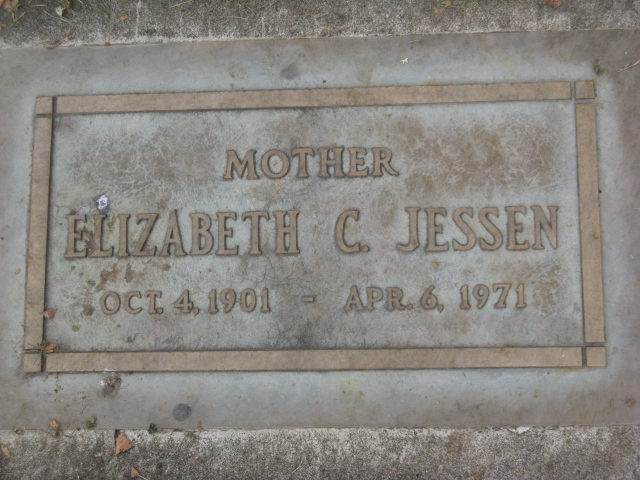 MOTHER
ELIZABETH C. JESSEN
OCT. 4, 1901 - APR. 6, 1971